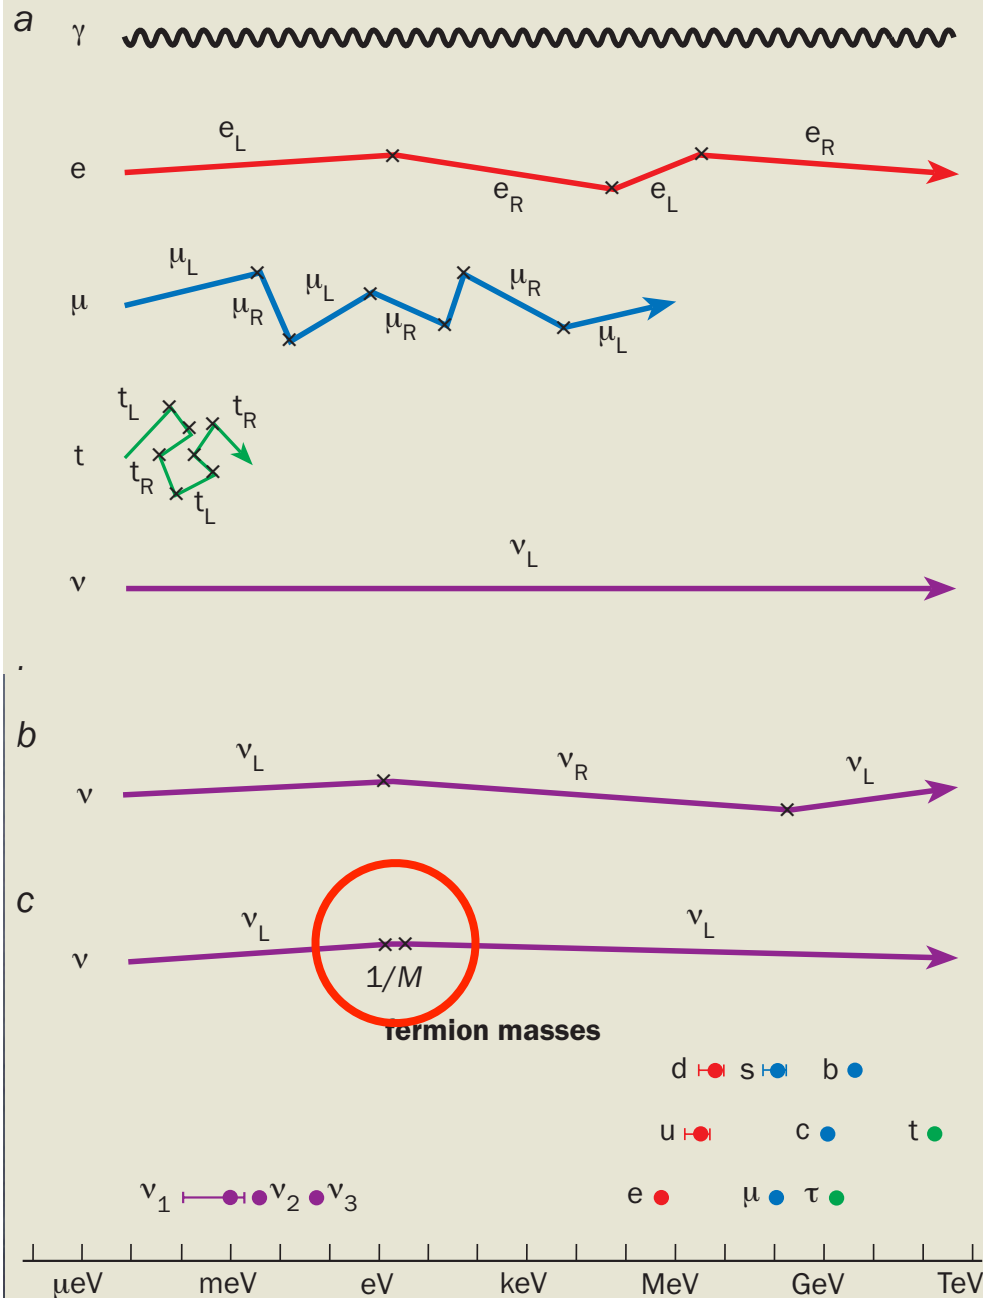 a γ
e e_L e_R e_L e_R
μ μ_L μ_R μ_L μ_R μ_R μ_L
t t_L t_R t_L t_R
ν ν_L
.
b
ν ν_L ν_R ν_L
c
ν ν_L ν_L
1/M
fermion masses
d s b
u c t
ν_1 ν_2 ν_3 e μ τ
μeV meV eV keV MeV GeV TeV